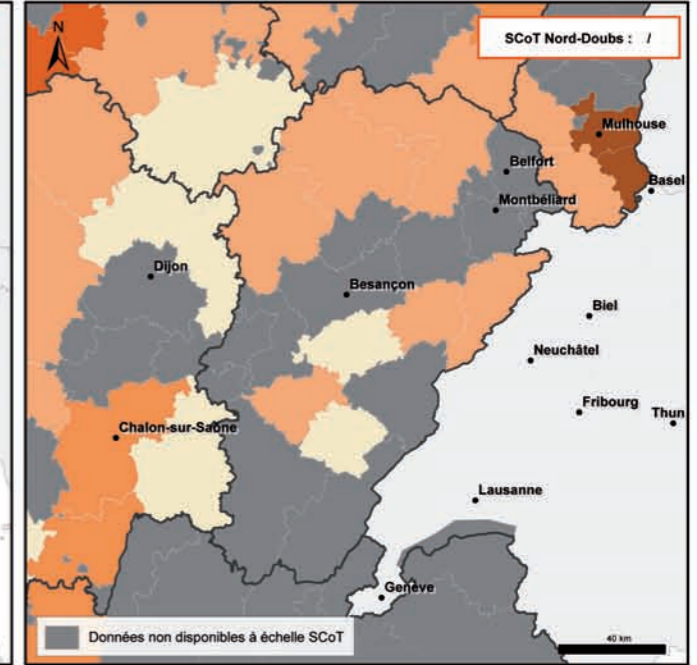 N
SCoT Nord-Doubs : /
Mulhouse
Belfort
Basel
Montbéliard
Dijon
Besançon
Biel
Neuchâtel
Fribourg
Thun
Chalon-sur-Saône
Lausanne
Genève
Données non disponibles à échelle SCoT
40 km